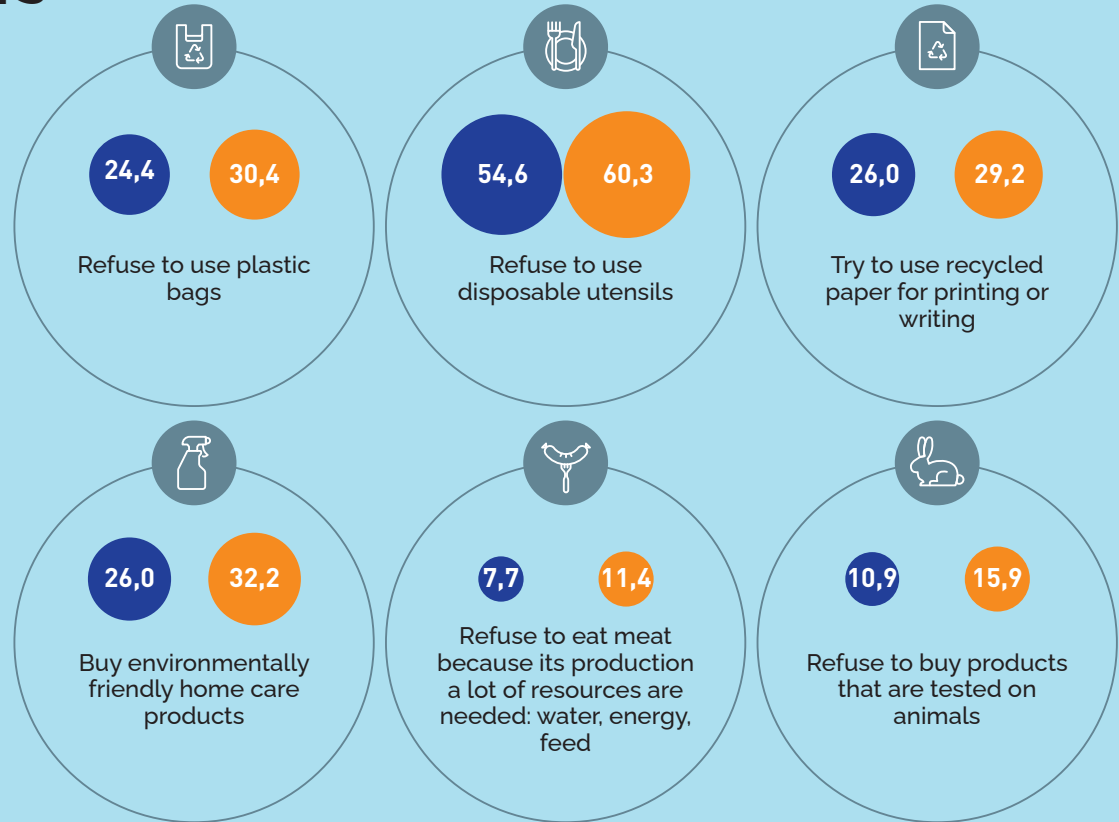 24,4 30,4
Refuse to use plastic
bags
54,6 60,3
Refuse to use
disposable utensils
26,0 29,2
Try to use recycled
paper for printing or
writing
26,0 32,2
Buy environmentally
friendly home care
products
7,7 11,4
Refuse to eat meat
because its production
a lot of resources are
needed: water, energy,
feed
10,9 15,9
Refuse to buy products
that are tested on
animals